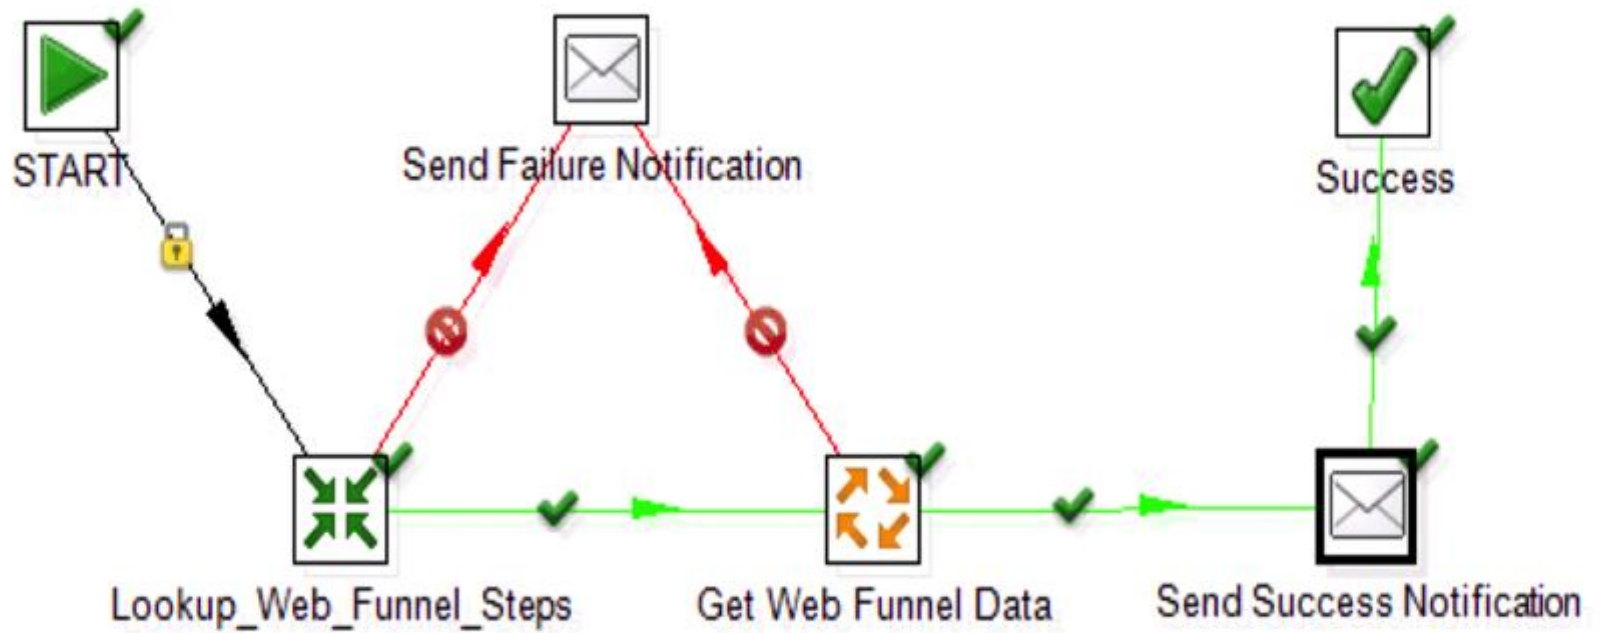 START
Send Failure Notification
Success
Lookup_Web_Funnel_Steps
Get Web Funnel Data
Send Success Notification